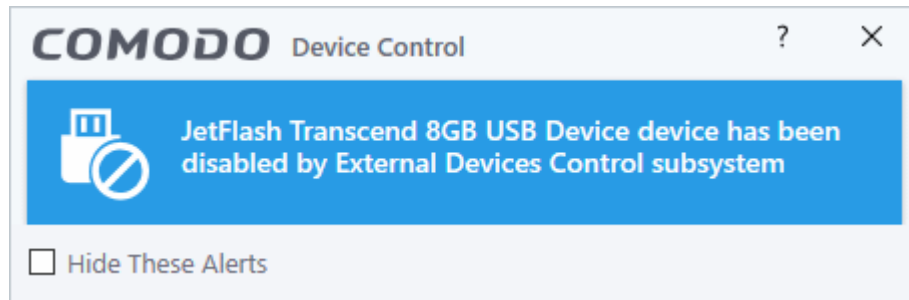 COMODO Device Control ?
JetFlash Transcend 8GB USB Device device has been
disabled by External Devices Control subsystem
Hide These Alerts